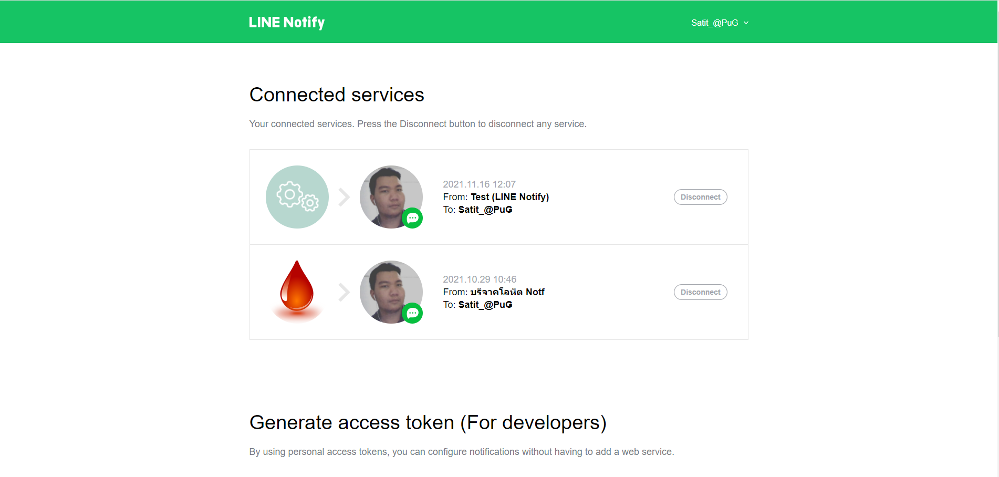 LINE Notify
Satit_@PuG
Connected services
Your connected services. Press the Disconnect button to disconnect any service.
2021.11.16 12:07
From: Test (LINE Notify)
To: Satit_@PuG
Disconnect
2021.10.29 10:46
From: บริจาคโลหิต Notf
To: Satit_@PuG
Disconnect
Generate access token (For developers)
By using personal access tokens, you can configure notifications without having to add a web service.